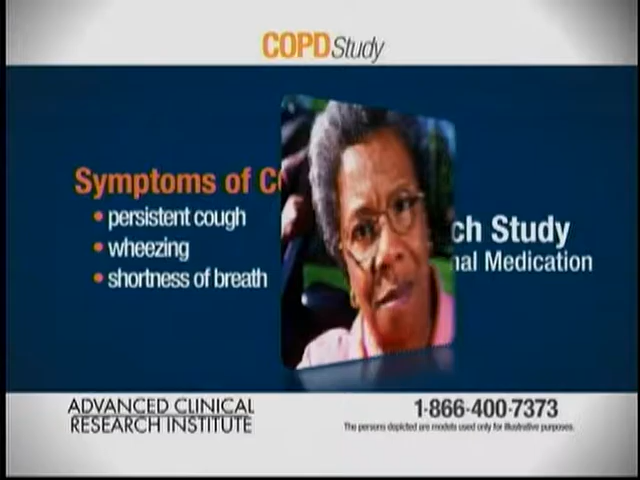 COPD Study
Symptoms of C
• persistent cough
• wheezing
• shortness of breath
ch Study
nal Medication
ADVANCED CLINICAL
RESEARCH INSTITUTE
1-866-400-7373
The persons depicted are models used only for illustrative purposes.